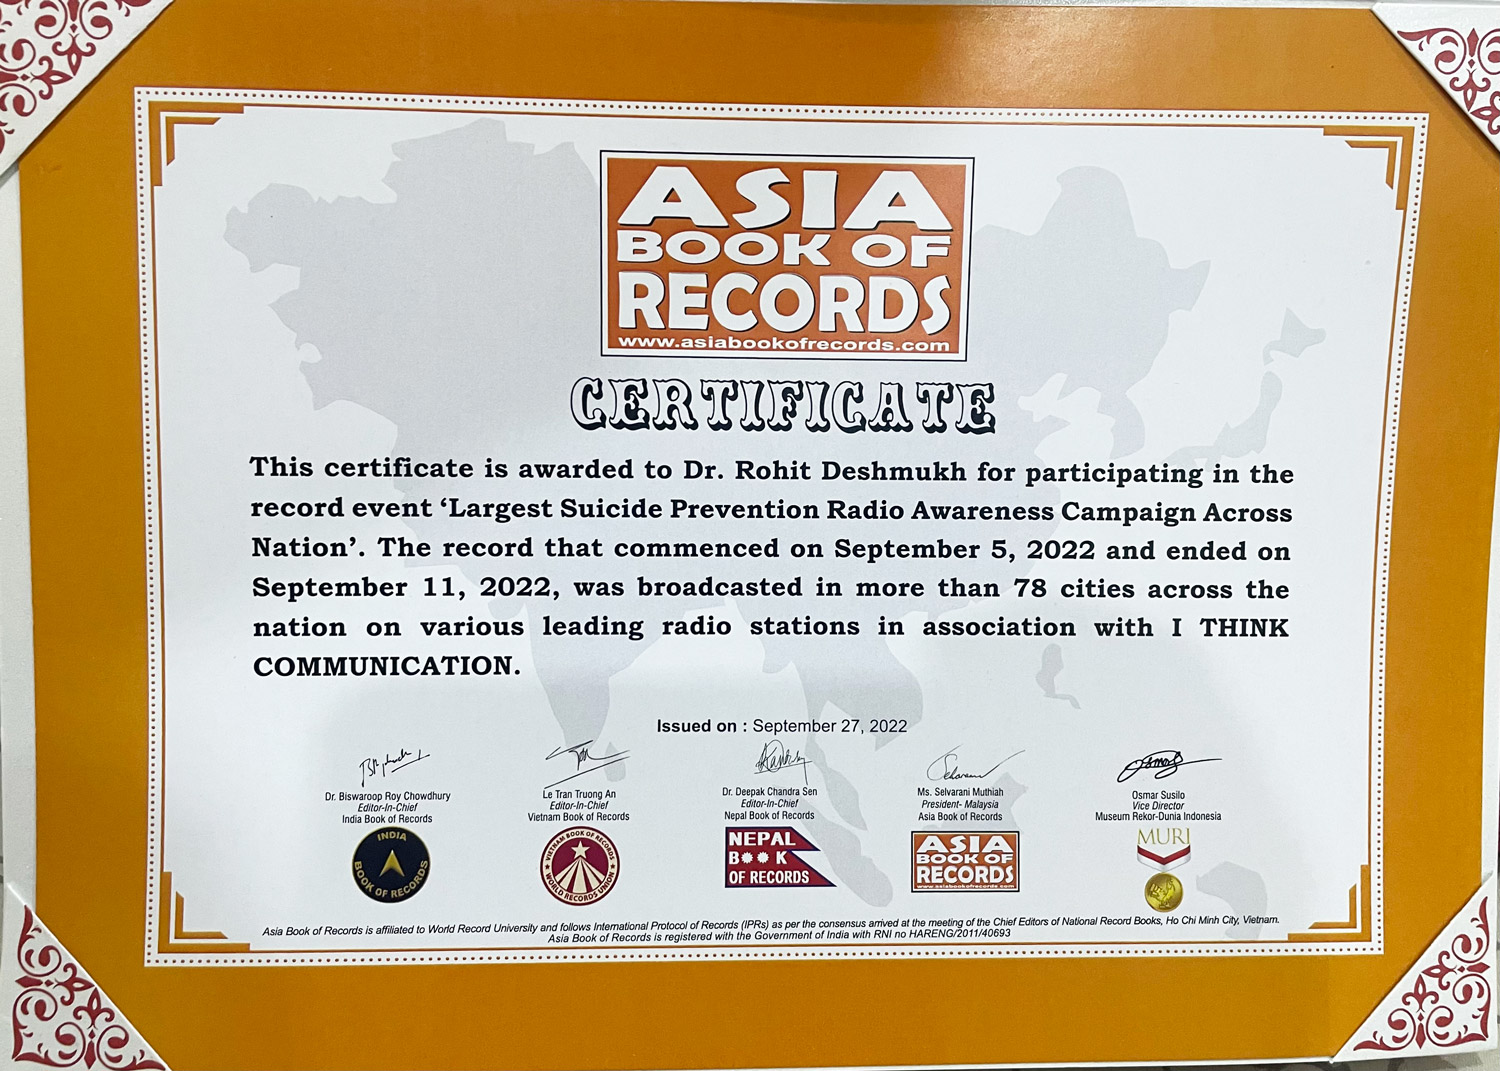 ASIA
BOOK OF
RECORDS
www.asiabookofrecords.com
CERTIFICATE
This certificate is awarded to Dr. Rohit Deshmukh for participating in the
record event ‘Largest Suicide Prevention Radio Awareness Campaign Across
Nation’. The record that commenced on September 5, 2022 and ended on
September 11, 2022, was broadcasted in more than 78 cities across the
nation on various leading radio stations in association with I THINK
COMMUNICATION.
Issued on : September 27, 2022
Dr. Biswaroop Roy Chowdhury
Editor-In-Chief
India Book of Records
INDIA
BOOK OF RECORDS
Le Tran Truong An
Editor-In-Chief
Vietnam Book of Records
VIETNAM BOOK OF RECORDS
WORLD RECORDS UNION
Dr. Deepak Chandra Sen
Editor-In-Chief
Nepal Book of Records
NEPAL
B K
OF RECORDS
Ms. Selvarani Muthiah
President- Malaysia
Asia Book of Records
ASIA
BOOK OF
RECORDS
www.asiabookofrecords.com
Osmar Susilo
Vice Director
Museum Rekor-Dunia Indonesia
MURI
Asia Book of Records is affiliated to World Record University and follows International Protocol of Records (IPRs) as per the consensus arrived at the meeting of the Chief Editors of National Record Books, Ho Chi Minh City, Vietnam.
Asia Book of Records is registered with the Government of India with RNI no HARENG/2011/40693